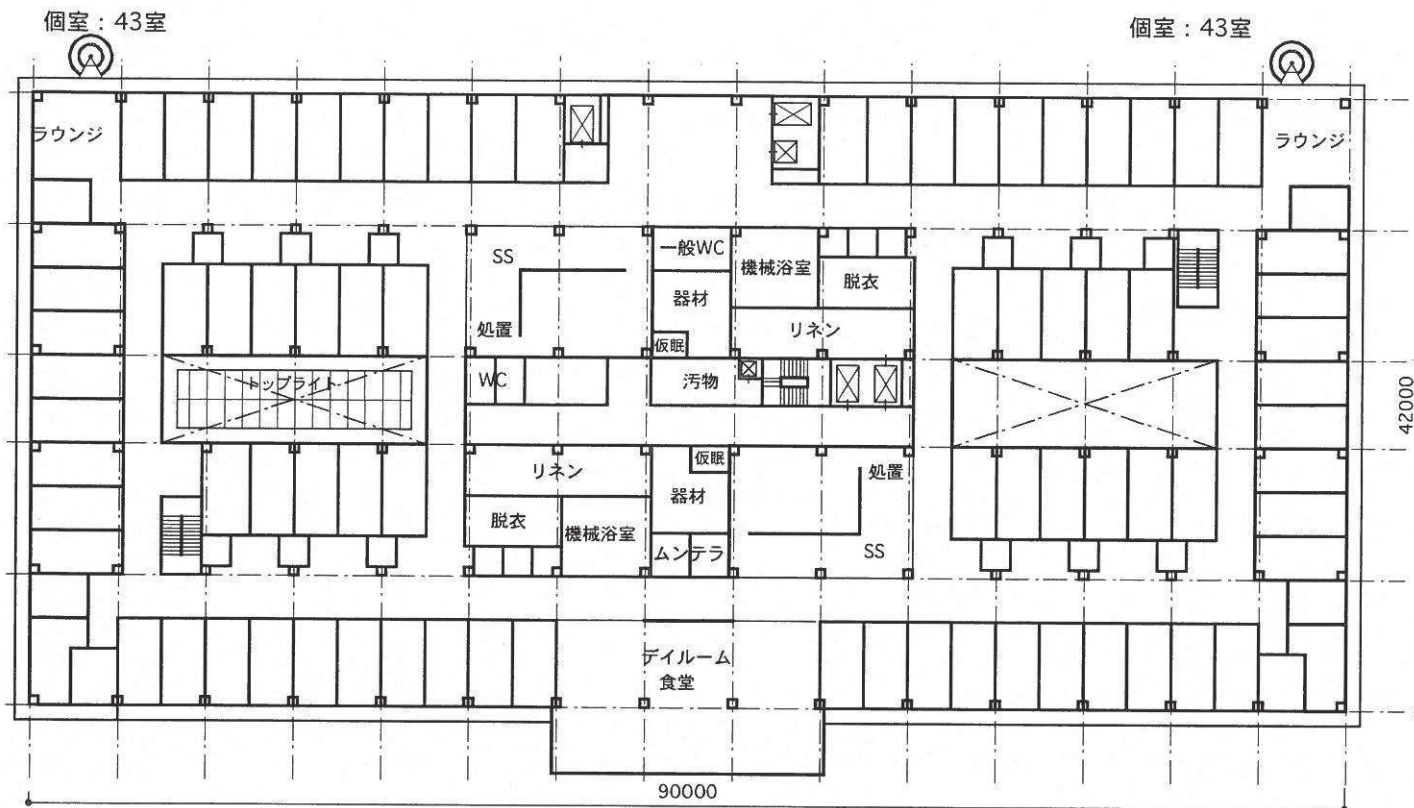 個室：43室
個室：43室
ラウンジ
ラウンジ
SS
一般WC
機械浴室
脱衣
器材
処置
仮眠
リネン
トップライト
WC
汚物
42000
リネン
仮眠
処置
器材
脱衣
機械浴室
ムンテラ
SS
デイルーム
食堂
90000